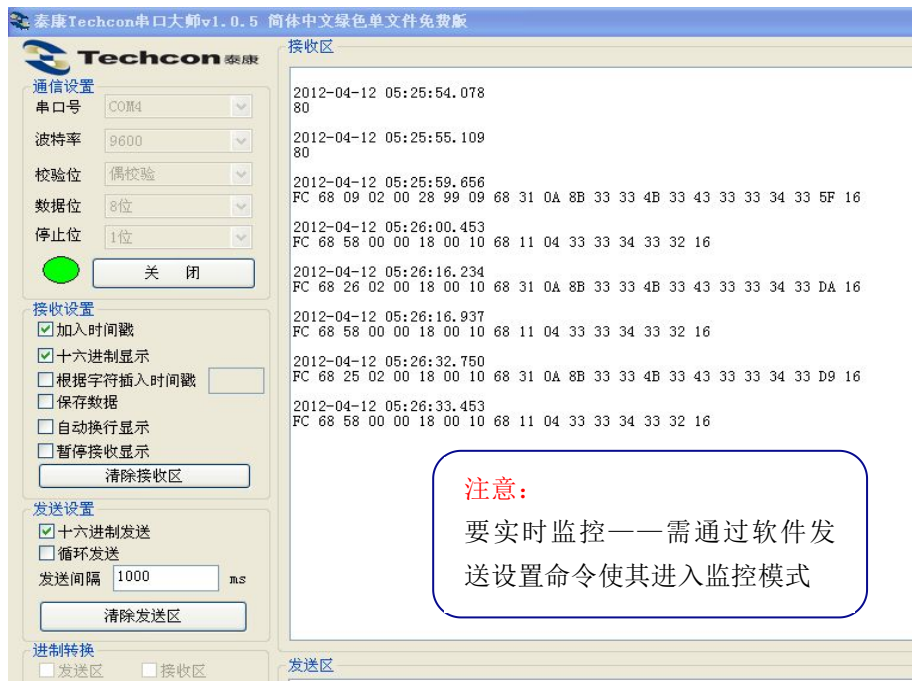 泰康Techcon串口大师v1.0.5 简体中文绿色单文件免费版
Techcon泰康
通信设置
串口号 COM4
波特率 9600
校验位 偶校验
数据位 8位
停止位 1位
关 闭
接收设置
加入时间戳
十六进制显示
根据字符插入时间戳
保存数据
自动换行显示
暂停接收显示
清除接收区
发送设置
十六进制发送
循环发送
发送间隔 1000 ms
清除发送区
进制转换
发送区 接收区
接收区
2012-04-12 05:25:54.078
80
2012-04-12 05:25:55.109
80
2012-04-12 05:25:59.656
FC 68 09 02 00 28 99 09 68 31 0A 8B 33 33 4B 33 43 33 33 34 33 5F 16
2012-04-12 05:26:00.453
FC 68 58 00 00 18 00 10 68 11 04 33 33 34 33 32 16
2012-04-12 05:26:16.234
FC 68 26 02 00 18 00 10 68 31 0A 8B 33 33 4B 33 43 33 33 34 33 DA 16
2012-04-12 05:26:16.937
FC 68 58 00 00 18 00 10 68 11 04 33 33 34 33 32 16
2012-04-12 05:26:32.750
FC 68 25 02 00 18 00 10 68 31 0A 8B 33 33 4B 33 43 33 33 34 33 D9 16
2012-04-12 05:26:33.453
FC 68 58 00 00 18 00 10 68 11 04 33 33 34 33 32 16
注意：
要实时监控——需通过软件发
送设置命令使其进入监控模式
发送区